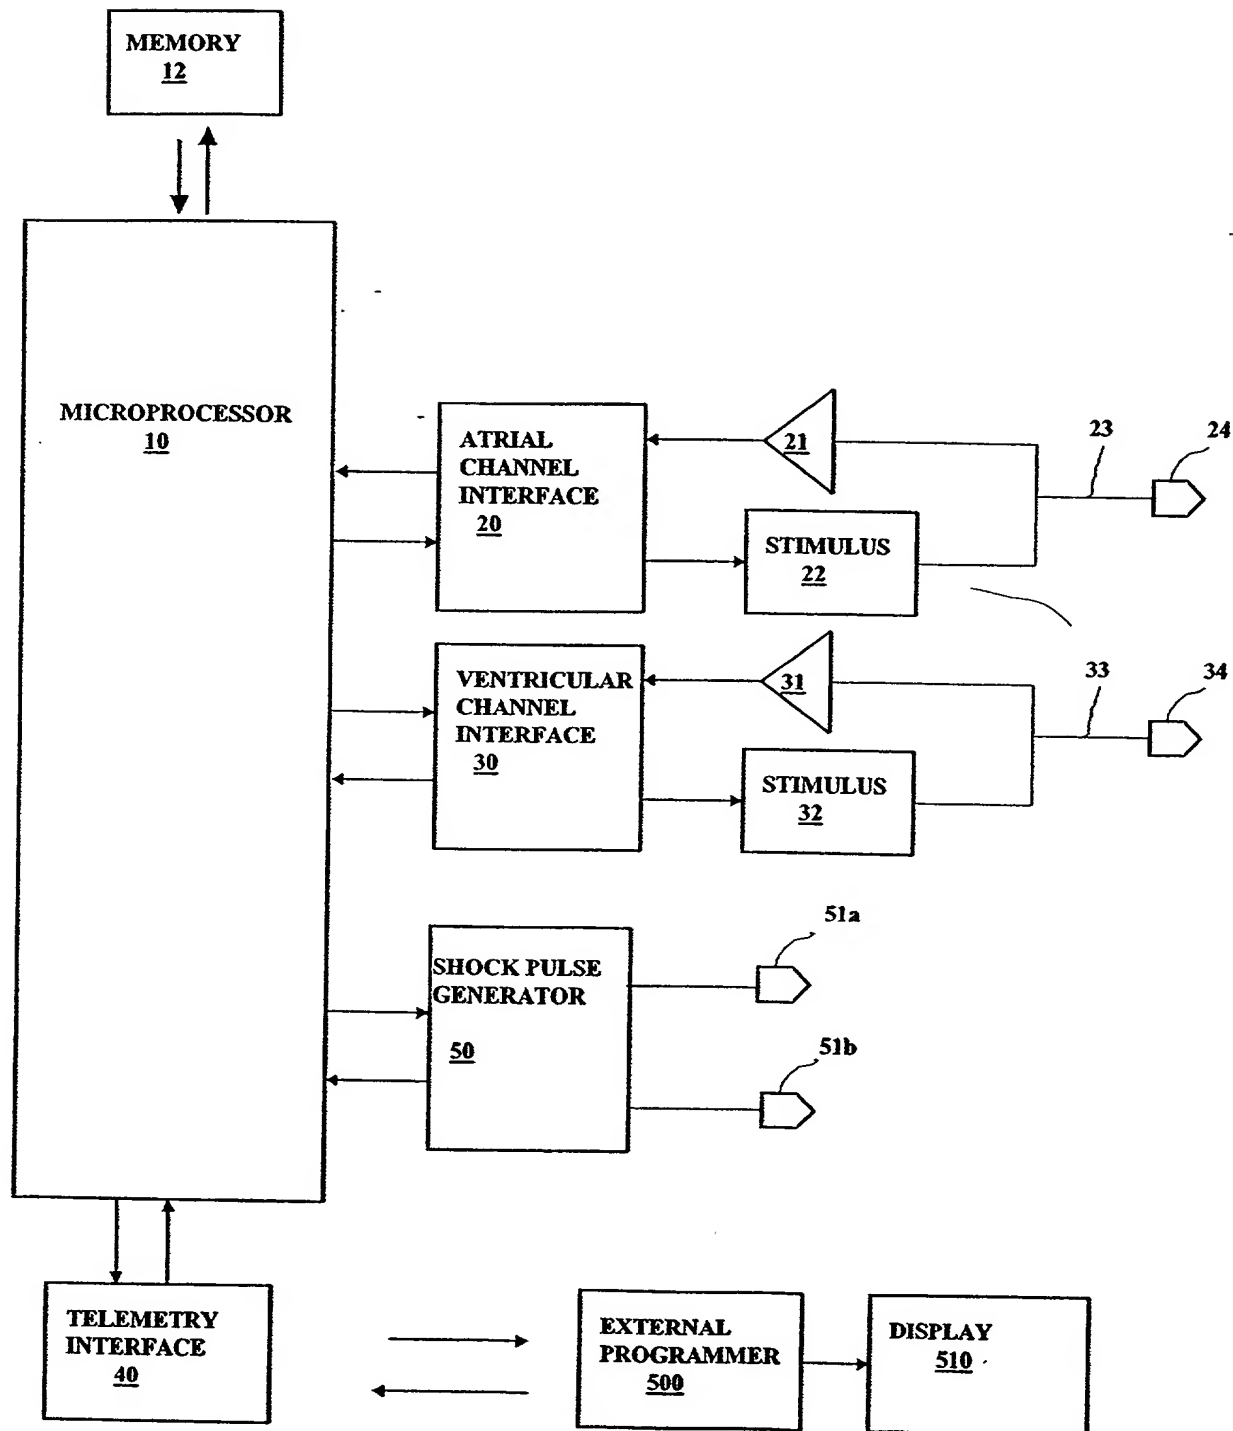 MEMORY
12
MICROPROCESSOR
10
ATRIAL
CHANNEL
INTERFACE
20
21
STIMULUS
22
23
24
VENTRICULAR
CHANNEL
INTERFACE
30
31
STIMULUS
32
33
34
SHOCK PULSE
GENERATOR
50
51a
51b
TELEMETRY
INTERFACE
40
EXTERNAL
PROGRAMMER
500
DISPLAY
510